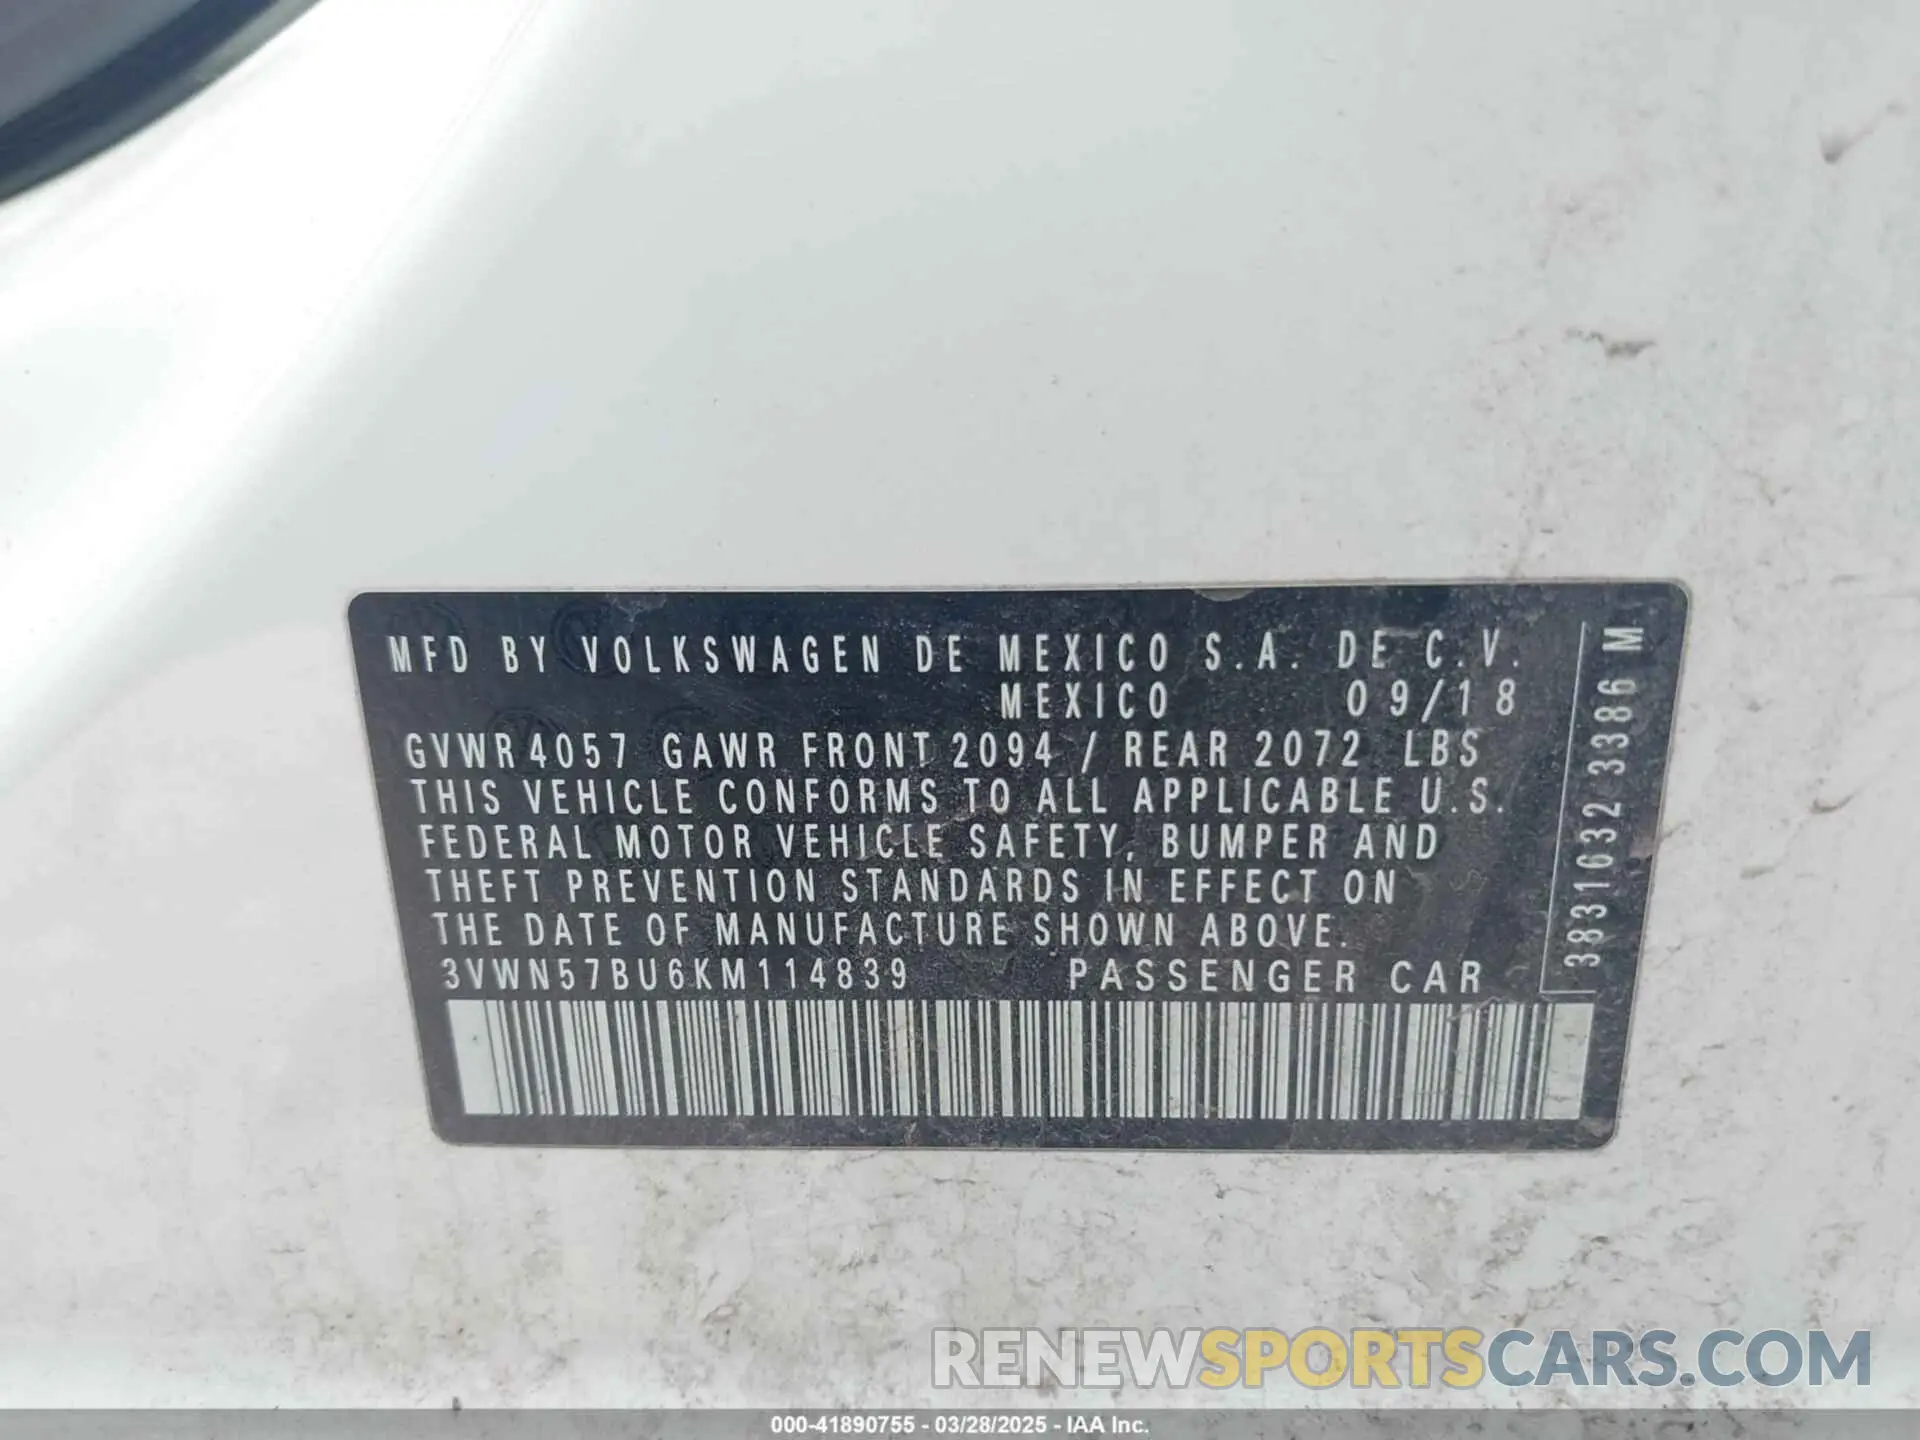 MFD BY VOLKSWAGEN DE MEXICO S.A. DE C.V.
MEXICO 09/18
GVWR 4057 GAWR FRONT 2094 / REAR 2072 LBS
THIS VEHICLE CONFORMS TO ALL APPLICABLE U.S.
FEDERAL MOTOR VEHICLE SAFETY, BUMPER AND
THEFT PREVENTION STANDARDS IN EFFECT ON
THE DATE OF MANUFACTURE SHOWN ABOVE.
3VWN57BU6KM114839 PASSENGER CAR
3831632 3386 M
RENEWSPORTSCARS.COM
000-41890755 - 03/28/2025 - IAA Inc.